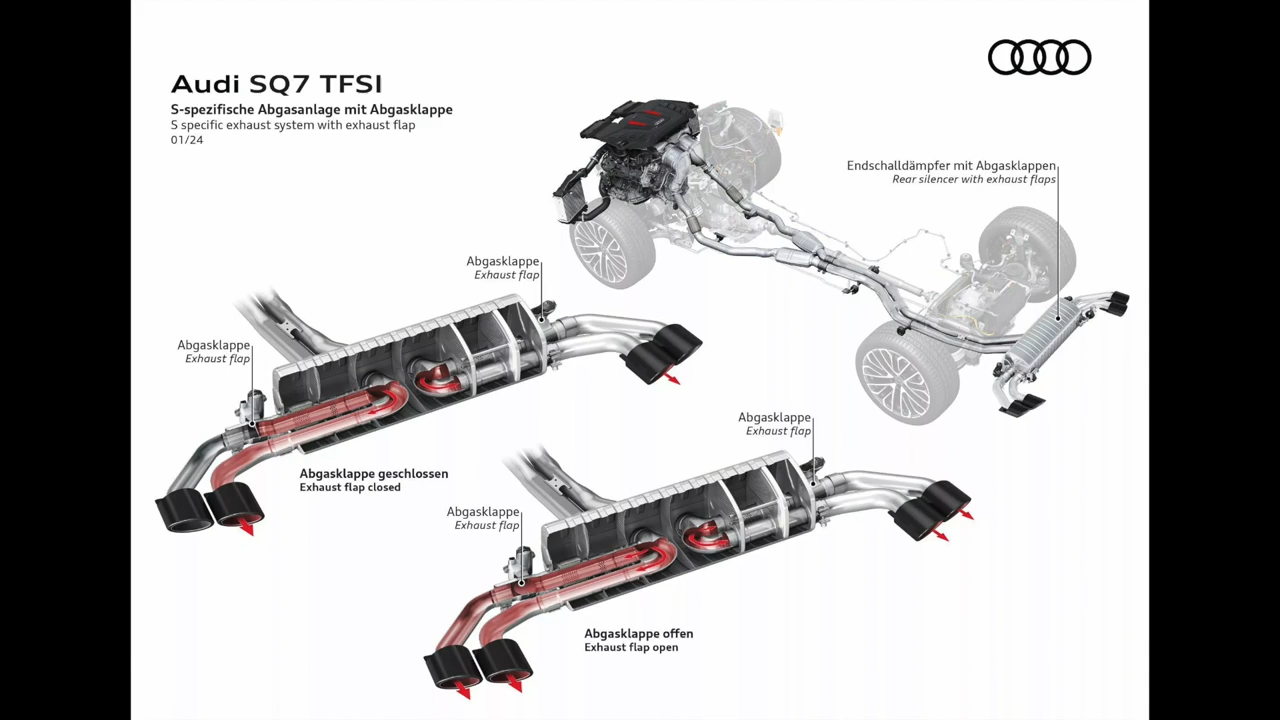 Audi SQ7 TFSI
S-spezifische Abgasanlage mit Abgasklappe
S specific exhaust system with exhaust flap
01/24
Endschalldämpfer mit Abgasklappen
Rear silencer with exhaust flaps
Abgasklappe
Exhaust flap
Abgasklappe
Exhaust flap
Abgasklappe geschlossen
Exhaust flap closed
Abgasklappe
Exhaust flap
Abgasklappe
Exhaust flap
Abgasklappe offen
Exhaust flap open